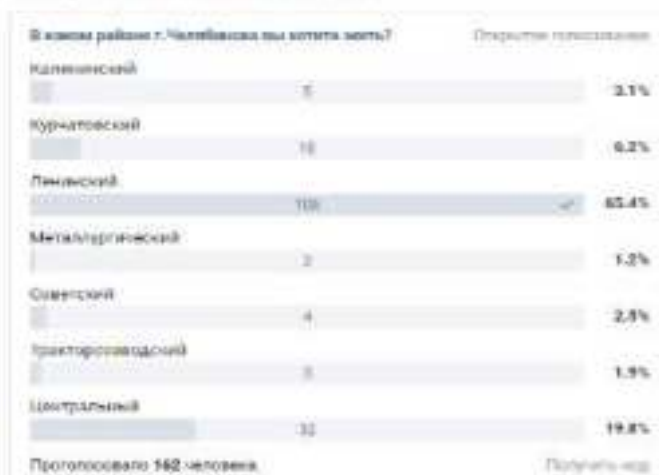 В каком районе г. Челябинска вы хотите жить? Открытое голосование
Калининский
5 3.1%
Курчатовский
10 6.2%
Ленинский
106 65.4%
Металлургический
2 1.2%
Советский
4 2.5%
Тракторозаводский
3 1.9%
Центральный
32 19.8%
Проголосовало 162 человека. Получить код